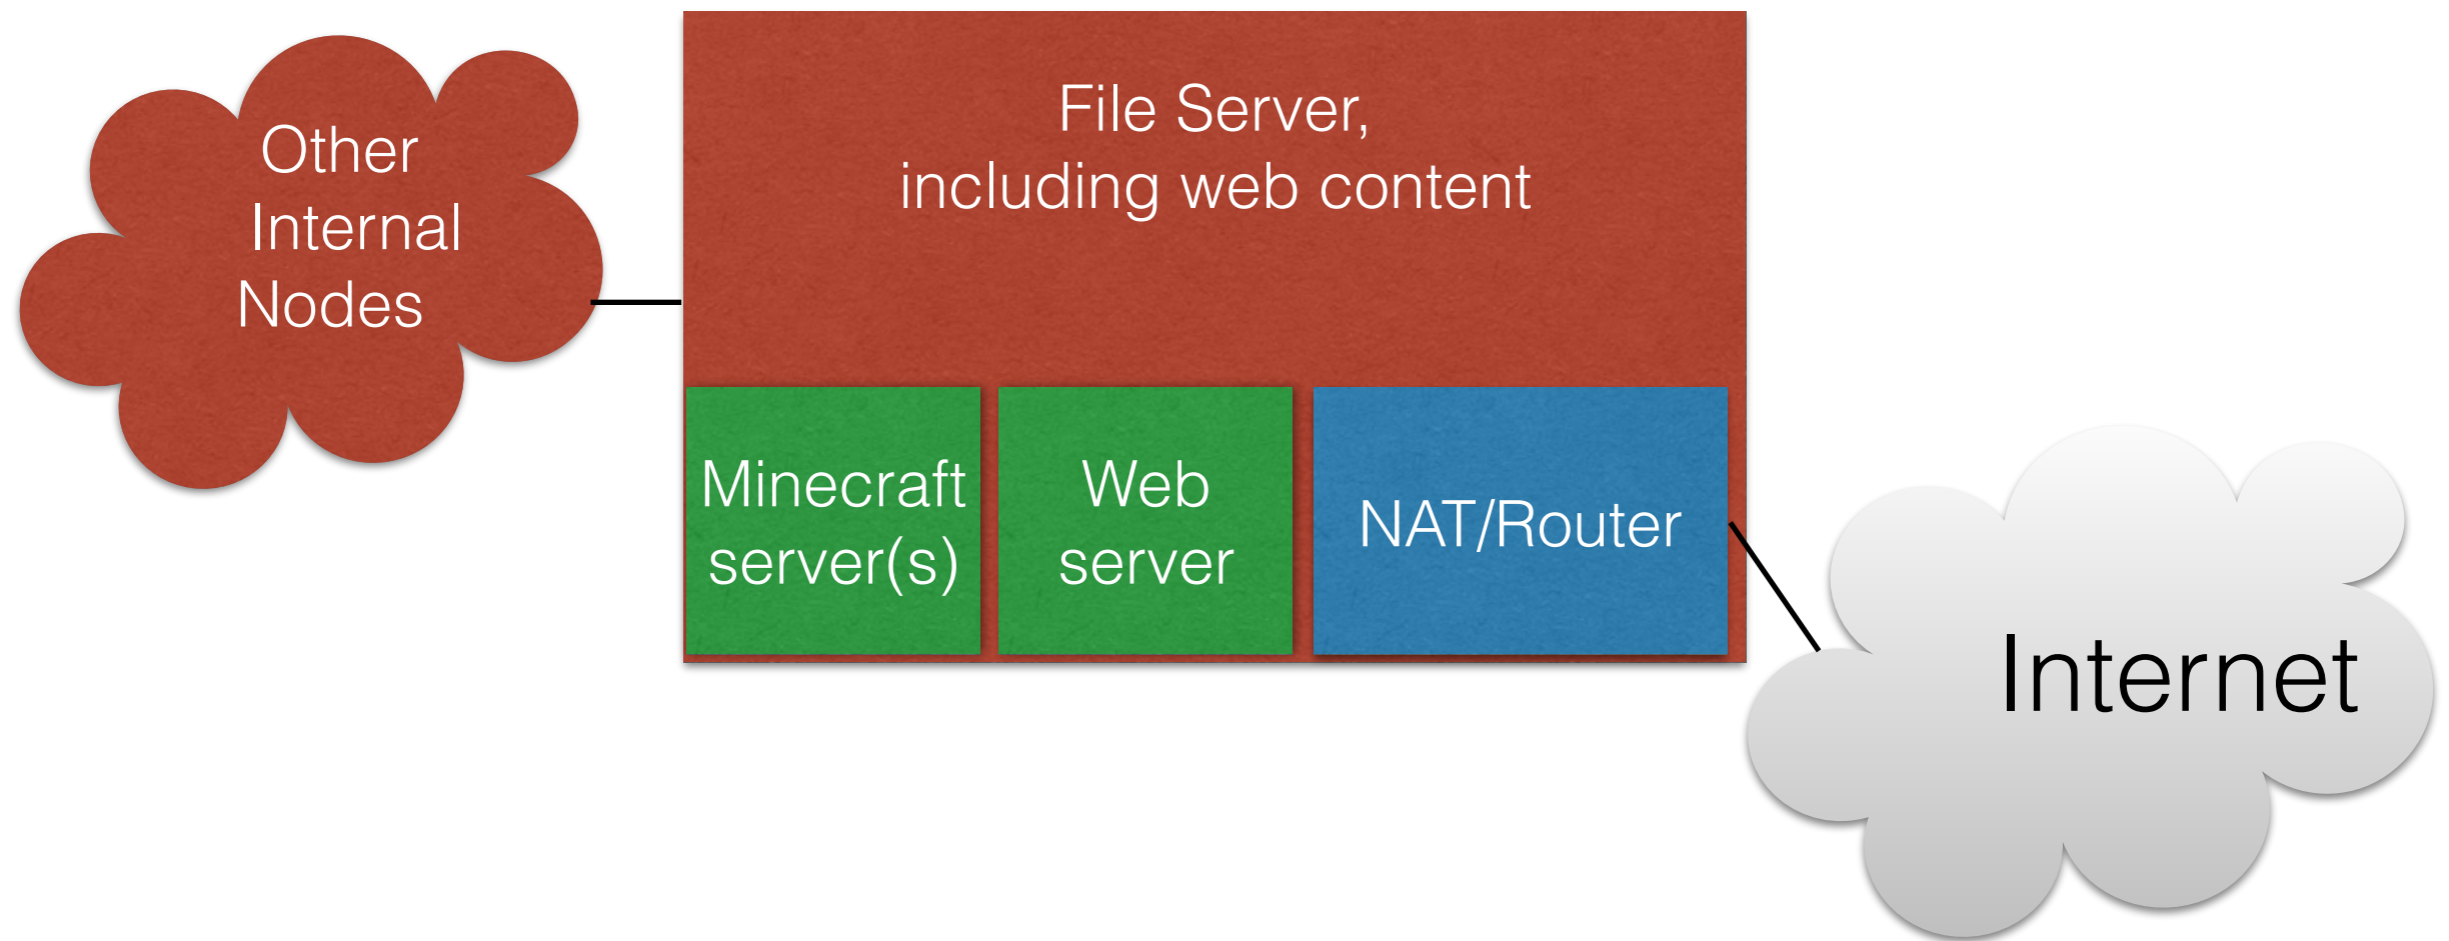 Other
Internal
Nodes
File Server,
including web content
Minecraft
server(s)
Web
server
NAT/Router
Internet